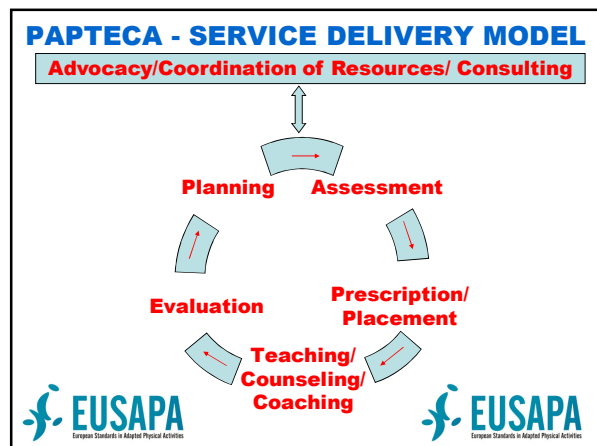 PAPTECA - SERVICE DELIVERY MODEL
Advocacy/Coordination of Resources/ Consulting
Planning
Assessment
Evaluation
Prescription/
Placement
Teaching/
Counseling/
Coaching
EUSAPA
European Standards in Adapted Physical Activities
EUSAPA
European Standards in Adapted Physical Activities